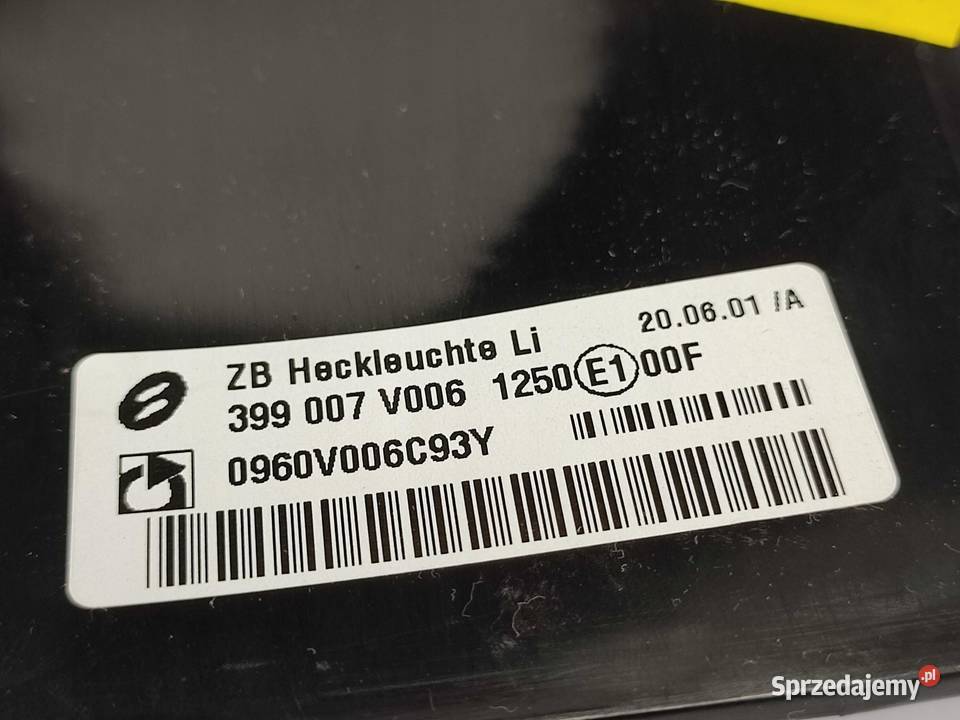 ZB Heckleuchte Li 20.06.01 /A
399 007 V006 1250 E1 00F
0960V006C93Y
Sprzedajemy.pl